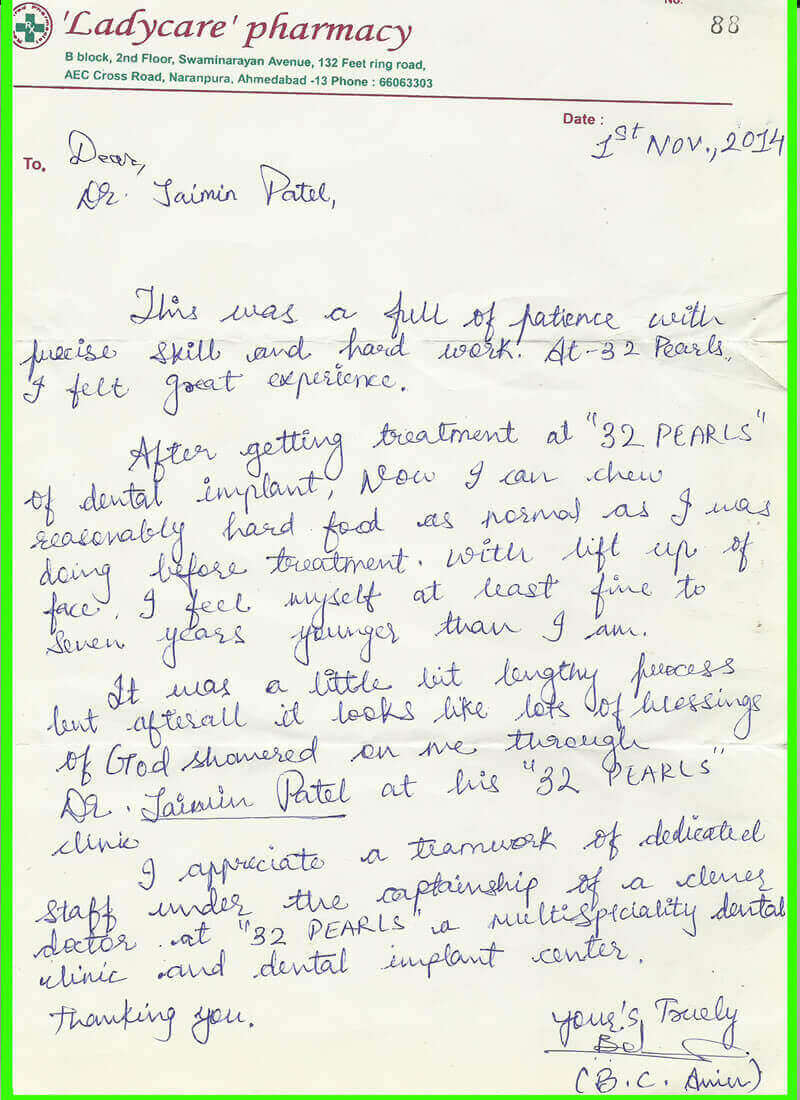 No.
88
'Ladycare' pharmacy
B block, 2nd Floor, Swaminarayan Avenue, 132 Feet ring road,
AEC Cross Road, Naranpura, Ahmedabad -13 Phone : 66063303
Date :
1st Nov., 2014
To, Dear,
Dr. Jaimin Patel,
This was a full of patience with
precise skill and hard work. At-32 Pearls,
I felt great experience.
After getting treatment at "32 PEARLS"
of dental implant, Now I can chew
reasonably hard food as normal as I was
doing before treatment. With lift up of
face, I feel myself at least five to
seven years younger than I am.
It was a little bit lengthy process
but afterall it looks like lots of blessings
of God showered on me through
Dr. Jaimin Patel at his "32 PEARLS"
clinic
I appreciate a teamwork of dedicated
staff under the captainship of a clever
doctor at "32 PEARLS" a multispeciality dental
clinic and dental implant center.
Thanking you.
Your's Truely
(B.C. Amin)